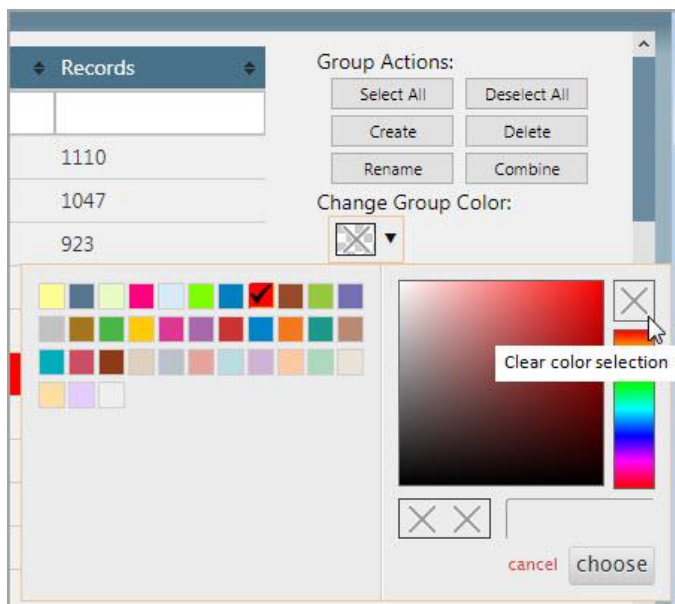 Records
Group Actions:
Select All
Deselect All
1110
Create
Delete
Rename
Combine
1047
Change Group Color:
923
Clear color selection
cancel
choose